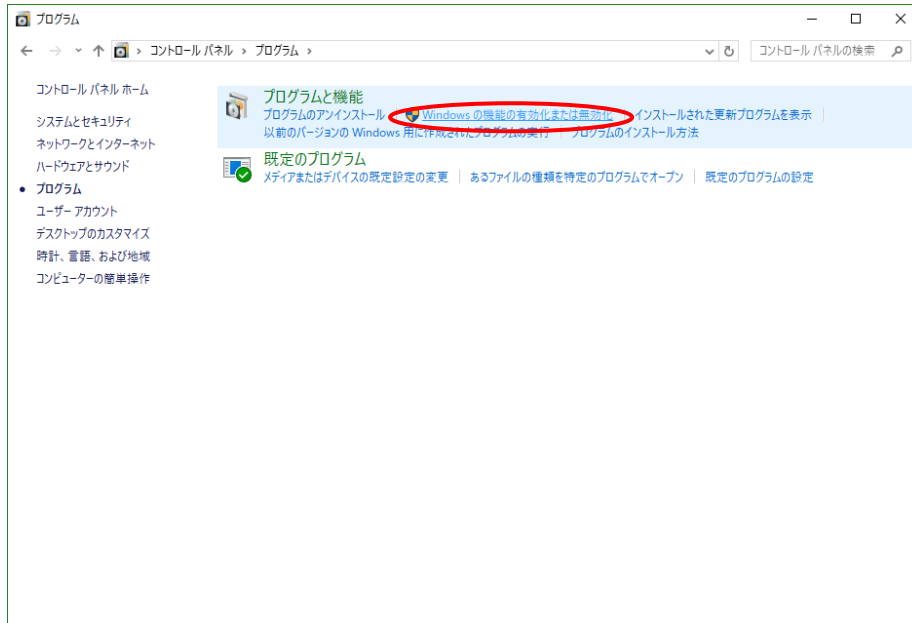 プログラム
コントロール パネル › プログラム ›
コントロール パネルの検索
コントロール パネル ホーム
システムとセキュリティ
ネットワークとインターネット
ハードウェアとサウンド
プログラム
ユーザー アカウント
デスクトップのカスタマイズ
時計、言語、および地域
コンピューターの簡単操作
プログラムと機能
プログラムのアンインストール Windows の機能の有効化または無効化 インストールされた更新プログラムを表示
以前のバージョンの Windows 用に作成されたプログラムの実行 プログラムのインストール方法
既定のプログラム
メディアまたはデバイスの既定設定の変更 あるファイルの種類を特定のプログラムでオープン 既定のプログラムの設定